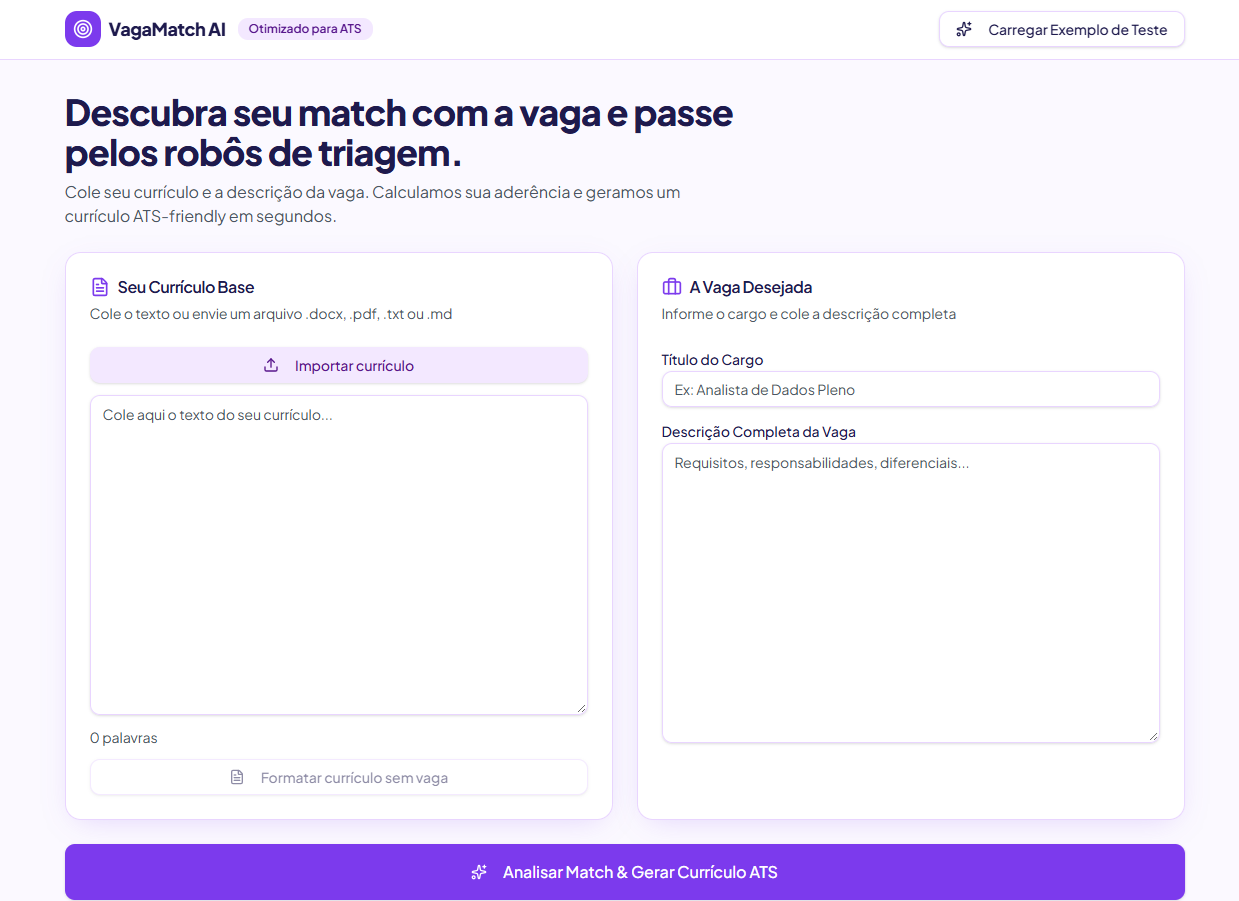 VagaMatch AI
Otimizado para ATS
Carregar Exemplo de Teste
Descubra seu match com a vaga e passe
pelos robôs de triagem.
Cole seu currículo e a descrição da vaga. Calculamos sua aderência e geramos um
currículo ATS-friendly em segundos.
Seu Currículo Base
Cole o texto ou envie um arquivo .docx, .pdf, .txt ou .md
Importar currículo
Cole aqui o texto do seu currículo...
0 palavras
Formatar currículo sem vaga
A Vaga Desejada
Informe o cargo e cole a descrição completa
Título do Cargo
Ex: Analista de Dados Pleno
Descrição Completa da Vaga
Requisitos, responsabilidades, diferenciais...
Analisar Match & Gerar Currículo ATS